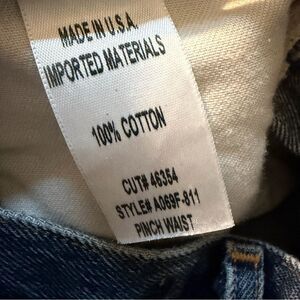 MADE IN U.S.A.
IMPORTED MATERIALS
100% COTTON
CUT# 46354
STYLE# A069F-811
PINCH WAIST